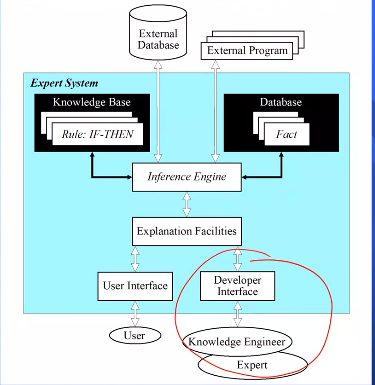 External
Database
External Program
Expert System
Knowledge Base
Rule: IF-THEN
Database
Fact
Inference Engine
Explanation Facilities
User Interface
Developer
Interface
User
Knowledge Engineer
Expert